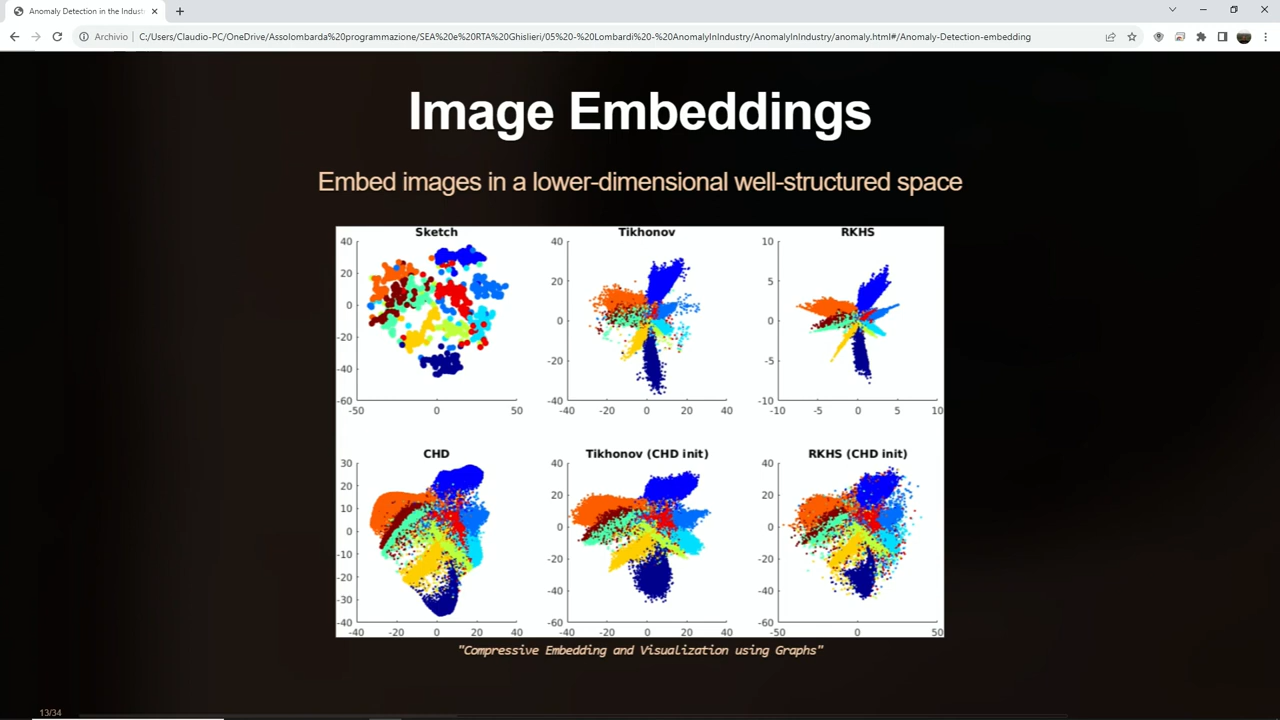 Anomaly Detection in the Indust
Archivio
C:/Users/Claudio-PC/OneDrive/Assolombarda%20programmazione/SEA%20e%20RTA%20Ghislieri/05%20-%20Lombardi%20-%20AnomalyInIndustry/AnomalyInIndustry/anomaly.html#/Anomaly-Detection-embedding
Image Embeddings
Embed images in a lower-dimensional well-structured space
Sketch
40
20
0
-20
-40
-60
-50 0 50
Tikhonov
40
20
0
-20
-40
-40 -20 0 20 40
RKHS
10
5
0
-5
-10
-10 -5 0 5 10
CHD
30
20
10
0
-10
-20
-30
-40
-40 -20 0 20 40
Tikhonov (CHD init)
40
20
0
-20
-40
-60
-40 -20 0 20 40
RKHS (CHD init)
40
20
0
-20
-40
-60
-50 0 50
"Compressive Embedding and Visualization using Graphs"
13/34